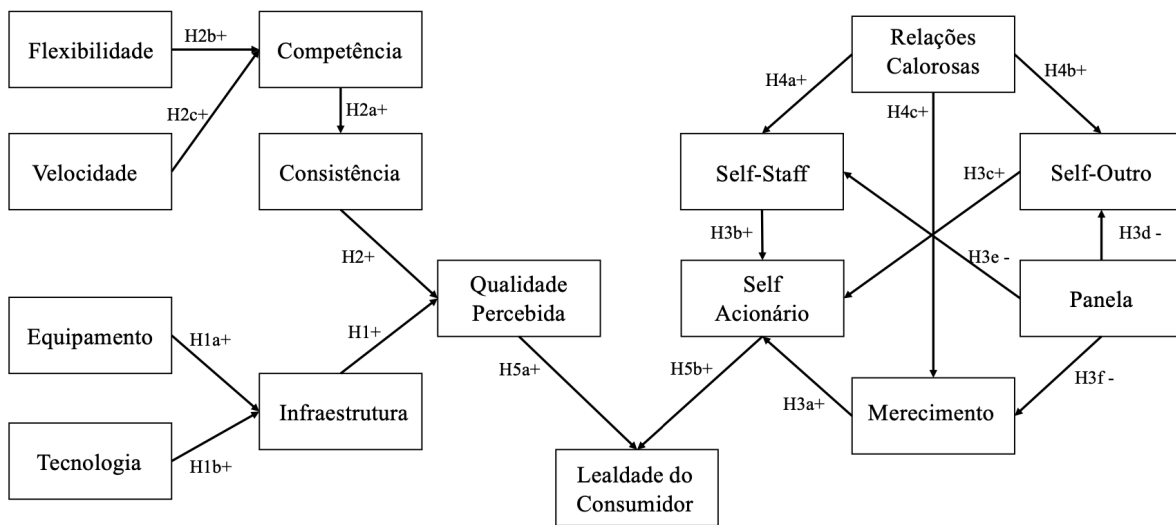 Flexibilidade
H2b+
Competência
Relações
Calorosas
H4a+
H4b+
H2c+
H2a+
H4c+
Velocidade
Consistência
Self-Staff
H3c+
Self-Outro
H3b+
H3d -
H2+
H3e -
Qualidade
Percebida
Self
Acionário
Panela
Equipamento
H1a+
H1+
H5a+
H5b+
H3f -
H3a+
Infraestrutura
Merecimento
Tecnologia
H1b+
Lealdade do
Consumidor